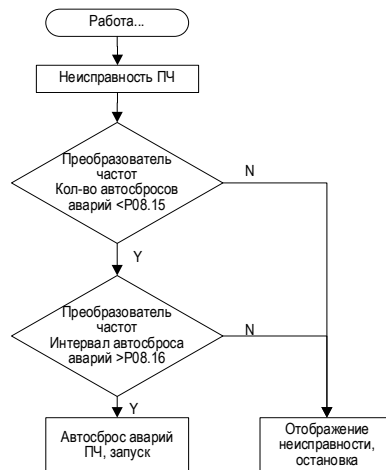 Работа...
Неисправность ПЧ
Преобразователь
частот
Кол-во автосбросов
аварий <P08.15
N
Y
Преобразователь
частот
Интервал автосброса
аварий >P08.16
N
Y
Автосброс аварий
ПЧ, запуск
Отображение
неисправности,
остановка